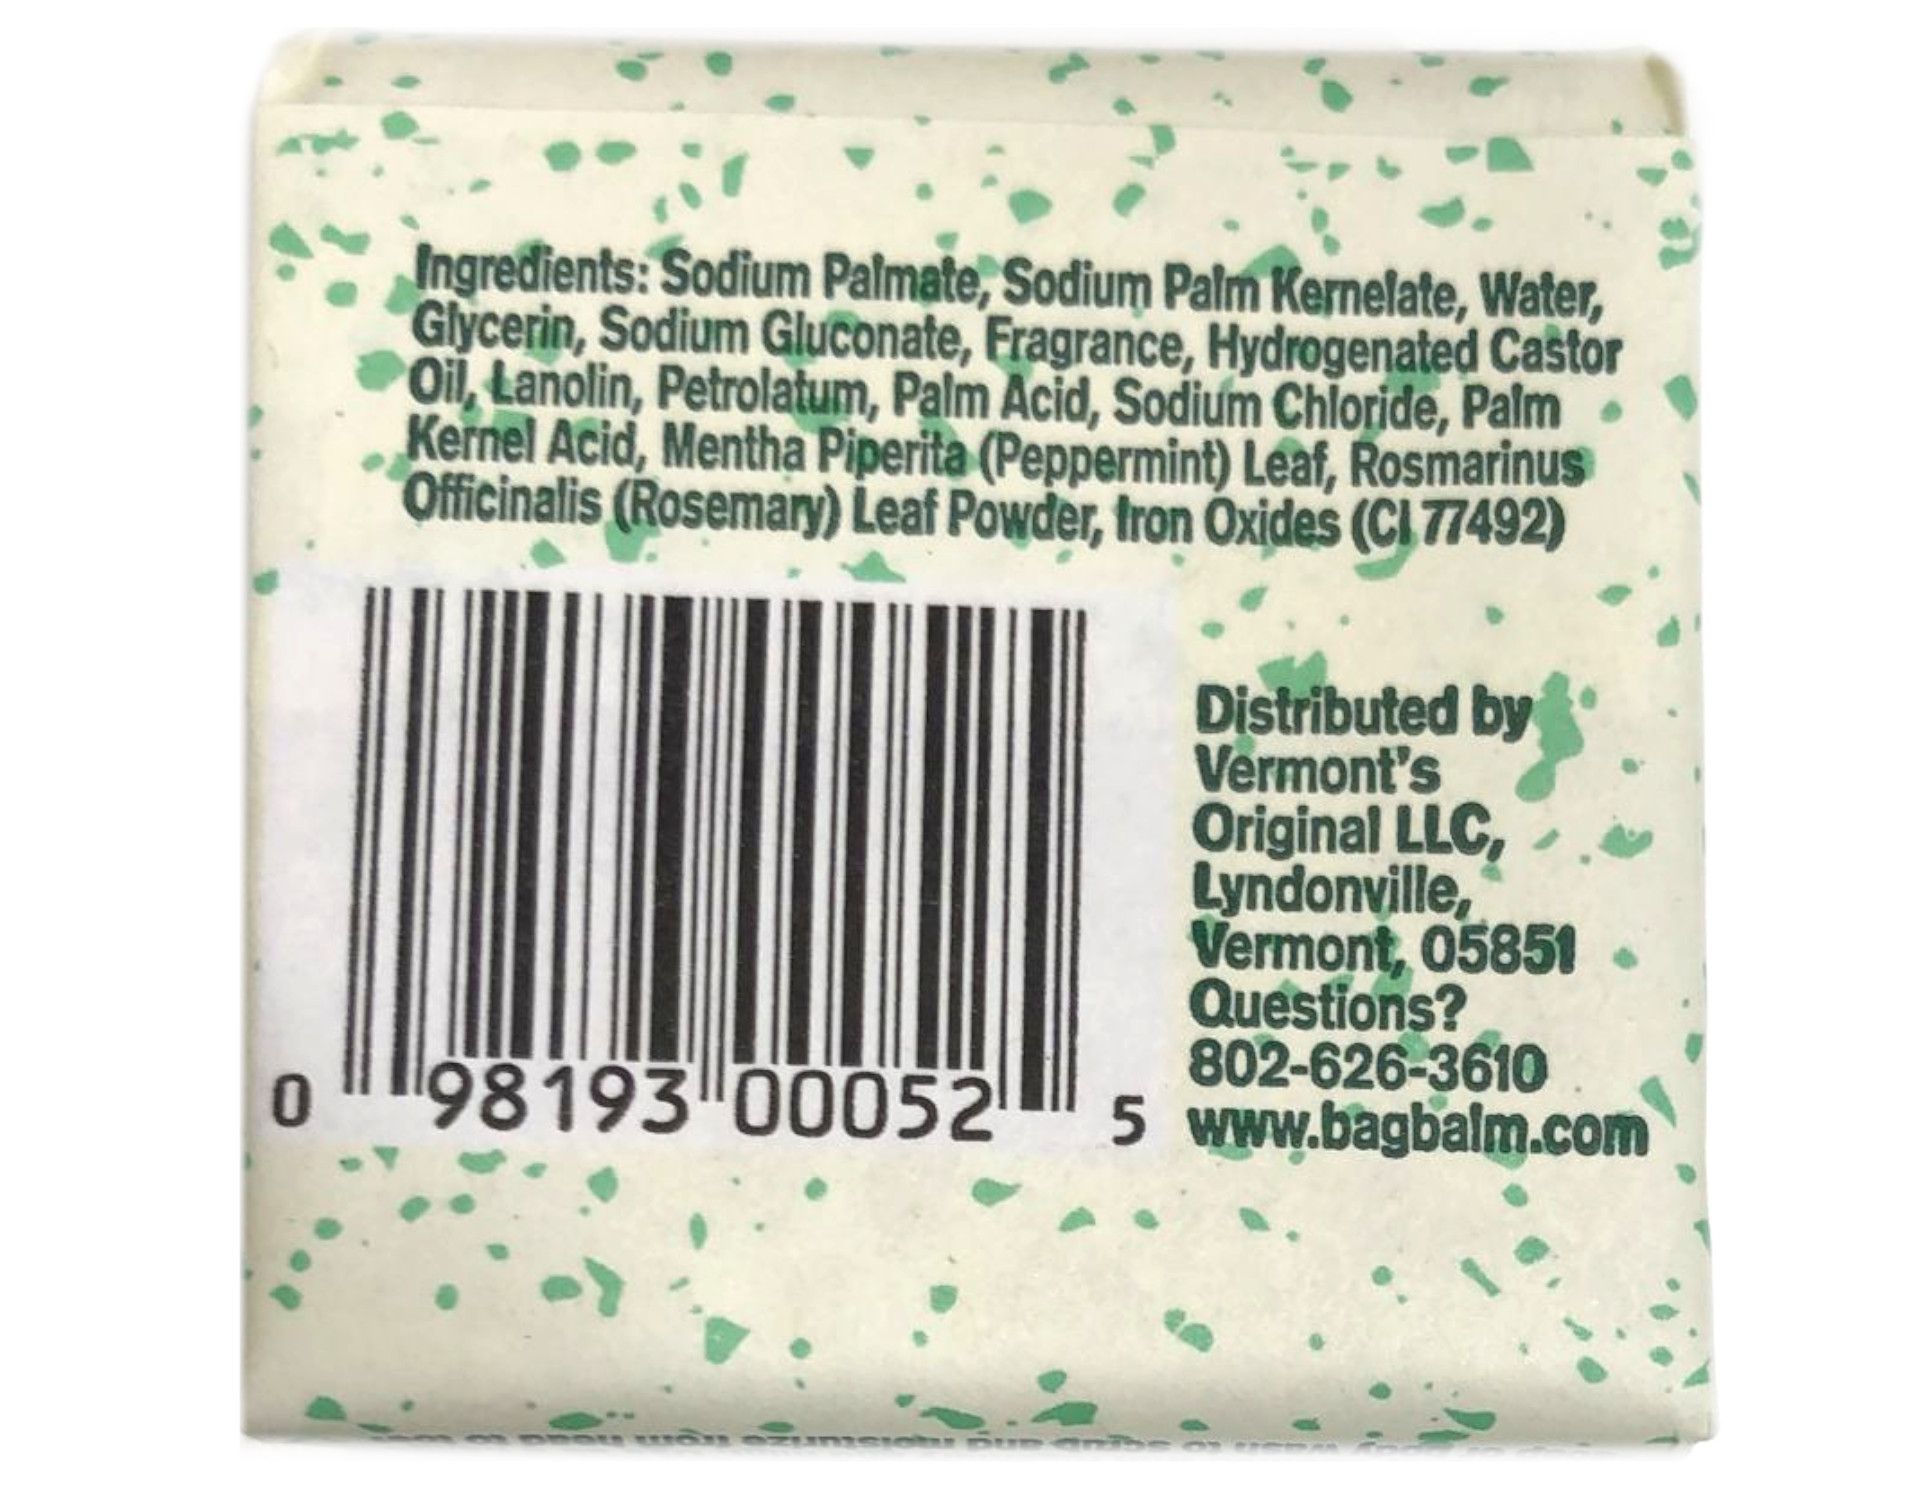 Ingredients: Sodium Palmate, Sodium Palm Kernelate, Water,
Glycerin, Sodium Gluconate, Fragrance, Hydrogenated Castor
Oil, Lanolin, Petrolatum, Palm Acid, Sodium Chloride, Palm
Kernel Acid, Mentha Piperita (Peppermint) Leaf, Rosmarinus
Officinalis (Rosemary) Leaf Powder, Iron Oxides (CI 77492)
0 98193 00052 5
Distributed by
Vermont's
Original LLC,
Lyndonville,
Vermont, 05851
Questions?
802-626-3610
www.bagbalm.com